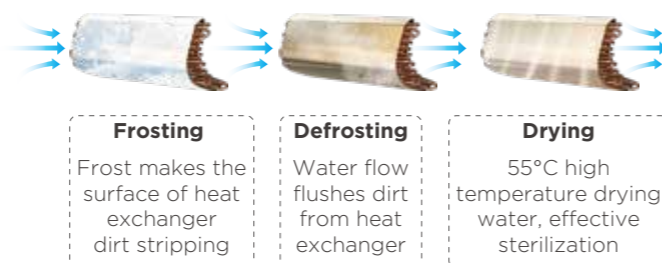 Frosting
Frost makes the
surface of heat
exchanger
dirt stripping
Defrosting
Water flow
flushes dirt
from heat
exchanger
Drying
55°C high
temperature drying
water, effective
sterilization